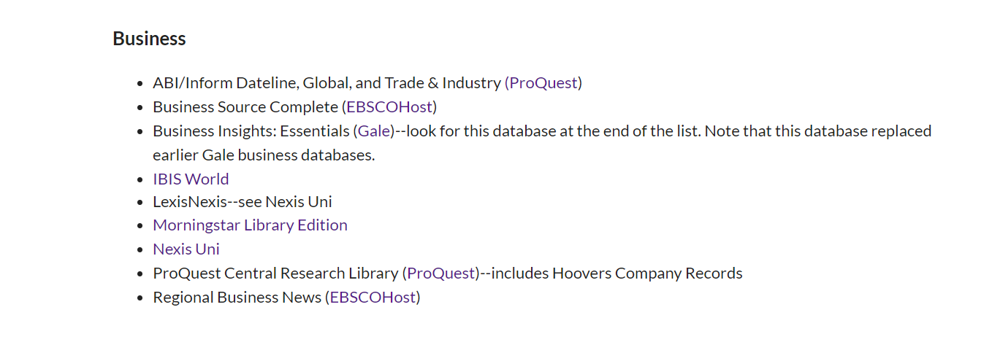 Business
• ABI/Inform Dateline, Global, and Trade & Industry (ProQuest)
• Business Source Complete (EBSCOHost)
• Business Insights: Essentials (Gale)--look for this database at the end of the list. Note that this database replaced
earlier Gale business databases.
• IBIS World
• LexisNexis--see Nexis Uni
• Morningstar Library Edition
• Nexis Uni
• ProQuest Central Research Library (ProQuest)--includes Hoovers Company Records
• Regional Business News (EBSCOHost)